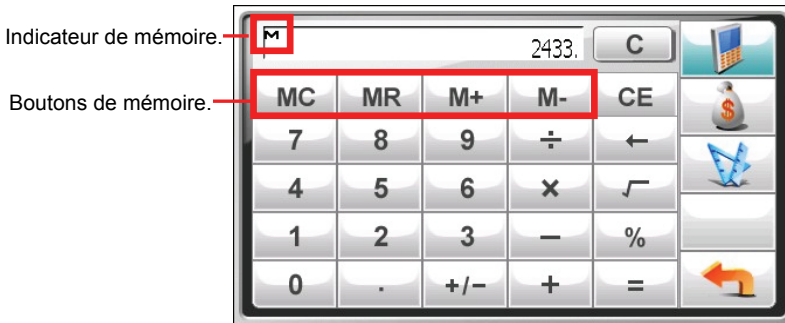 Indicateur de mémoire.
M
2433.
C
Boutons de mémoire.
MC MR M+ M- CE
7 8 9 ÷ ←
4 5 6 × √
1 2 3 − %
0 . +/− + =
$